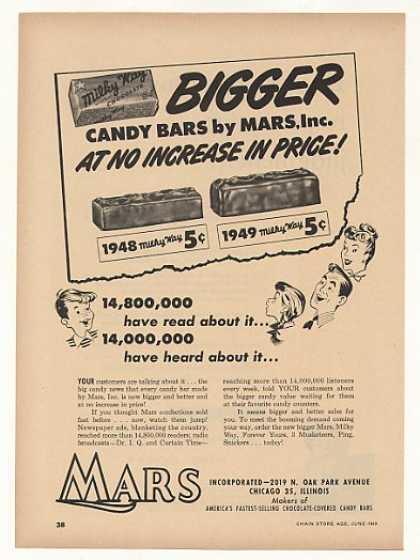 Milky Way
BIGGER
CANDY BARS by MARS, Inc.
AT NO INCREASE IN PRICE!
1948 Milky Way 5¢
1949 Milky Way 5¢
14,800,000
have read about it...
14,000,000
have heard about it...
YOUR customers are talking about it . . . the
big candy news that every candy bar made
by Mars, Inc. is now bigger and better and
at no increase in price!
If you thought Mars confections sold
fast before . . . now, watch them jump!
Newspaper ads, blanketing the country,
reached more than 14,800,000 readers; radio
broadcasts—Dr. I. Q. and Curtain Time—
reaching more than 14,000,000 listeners
every week, told YOUR customers about
the bigger candy value waiting for them
at their favorite candy counters.
It means bigger and better sales for
you. To meet the booming demand coming
your way, order the new bigger Mars, Milky
Way, Forever Yours, 3 Musketeers, Ping,
Snickers . . . today!
MARS
INCORPORATED—2019 N. OAK PARK AVENUE
CHICAGO 35, ILLINOIS
Makers of
AMERICA'S FASTEST-SELLING CHOCOLATE-COVERED CANDY BARS
38
CHAIN STORE AGE, JUNE